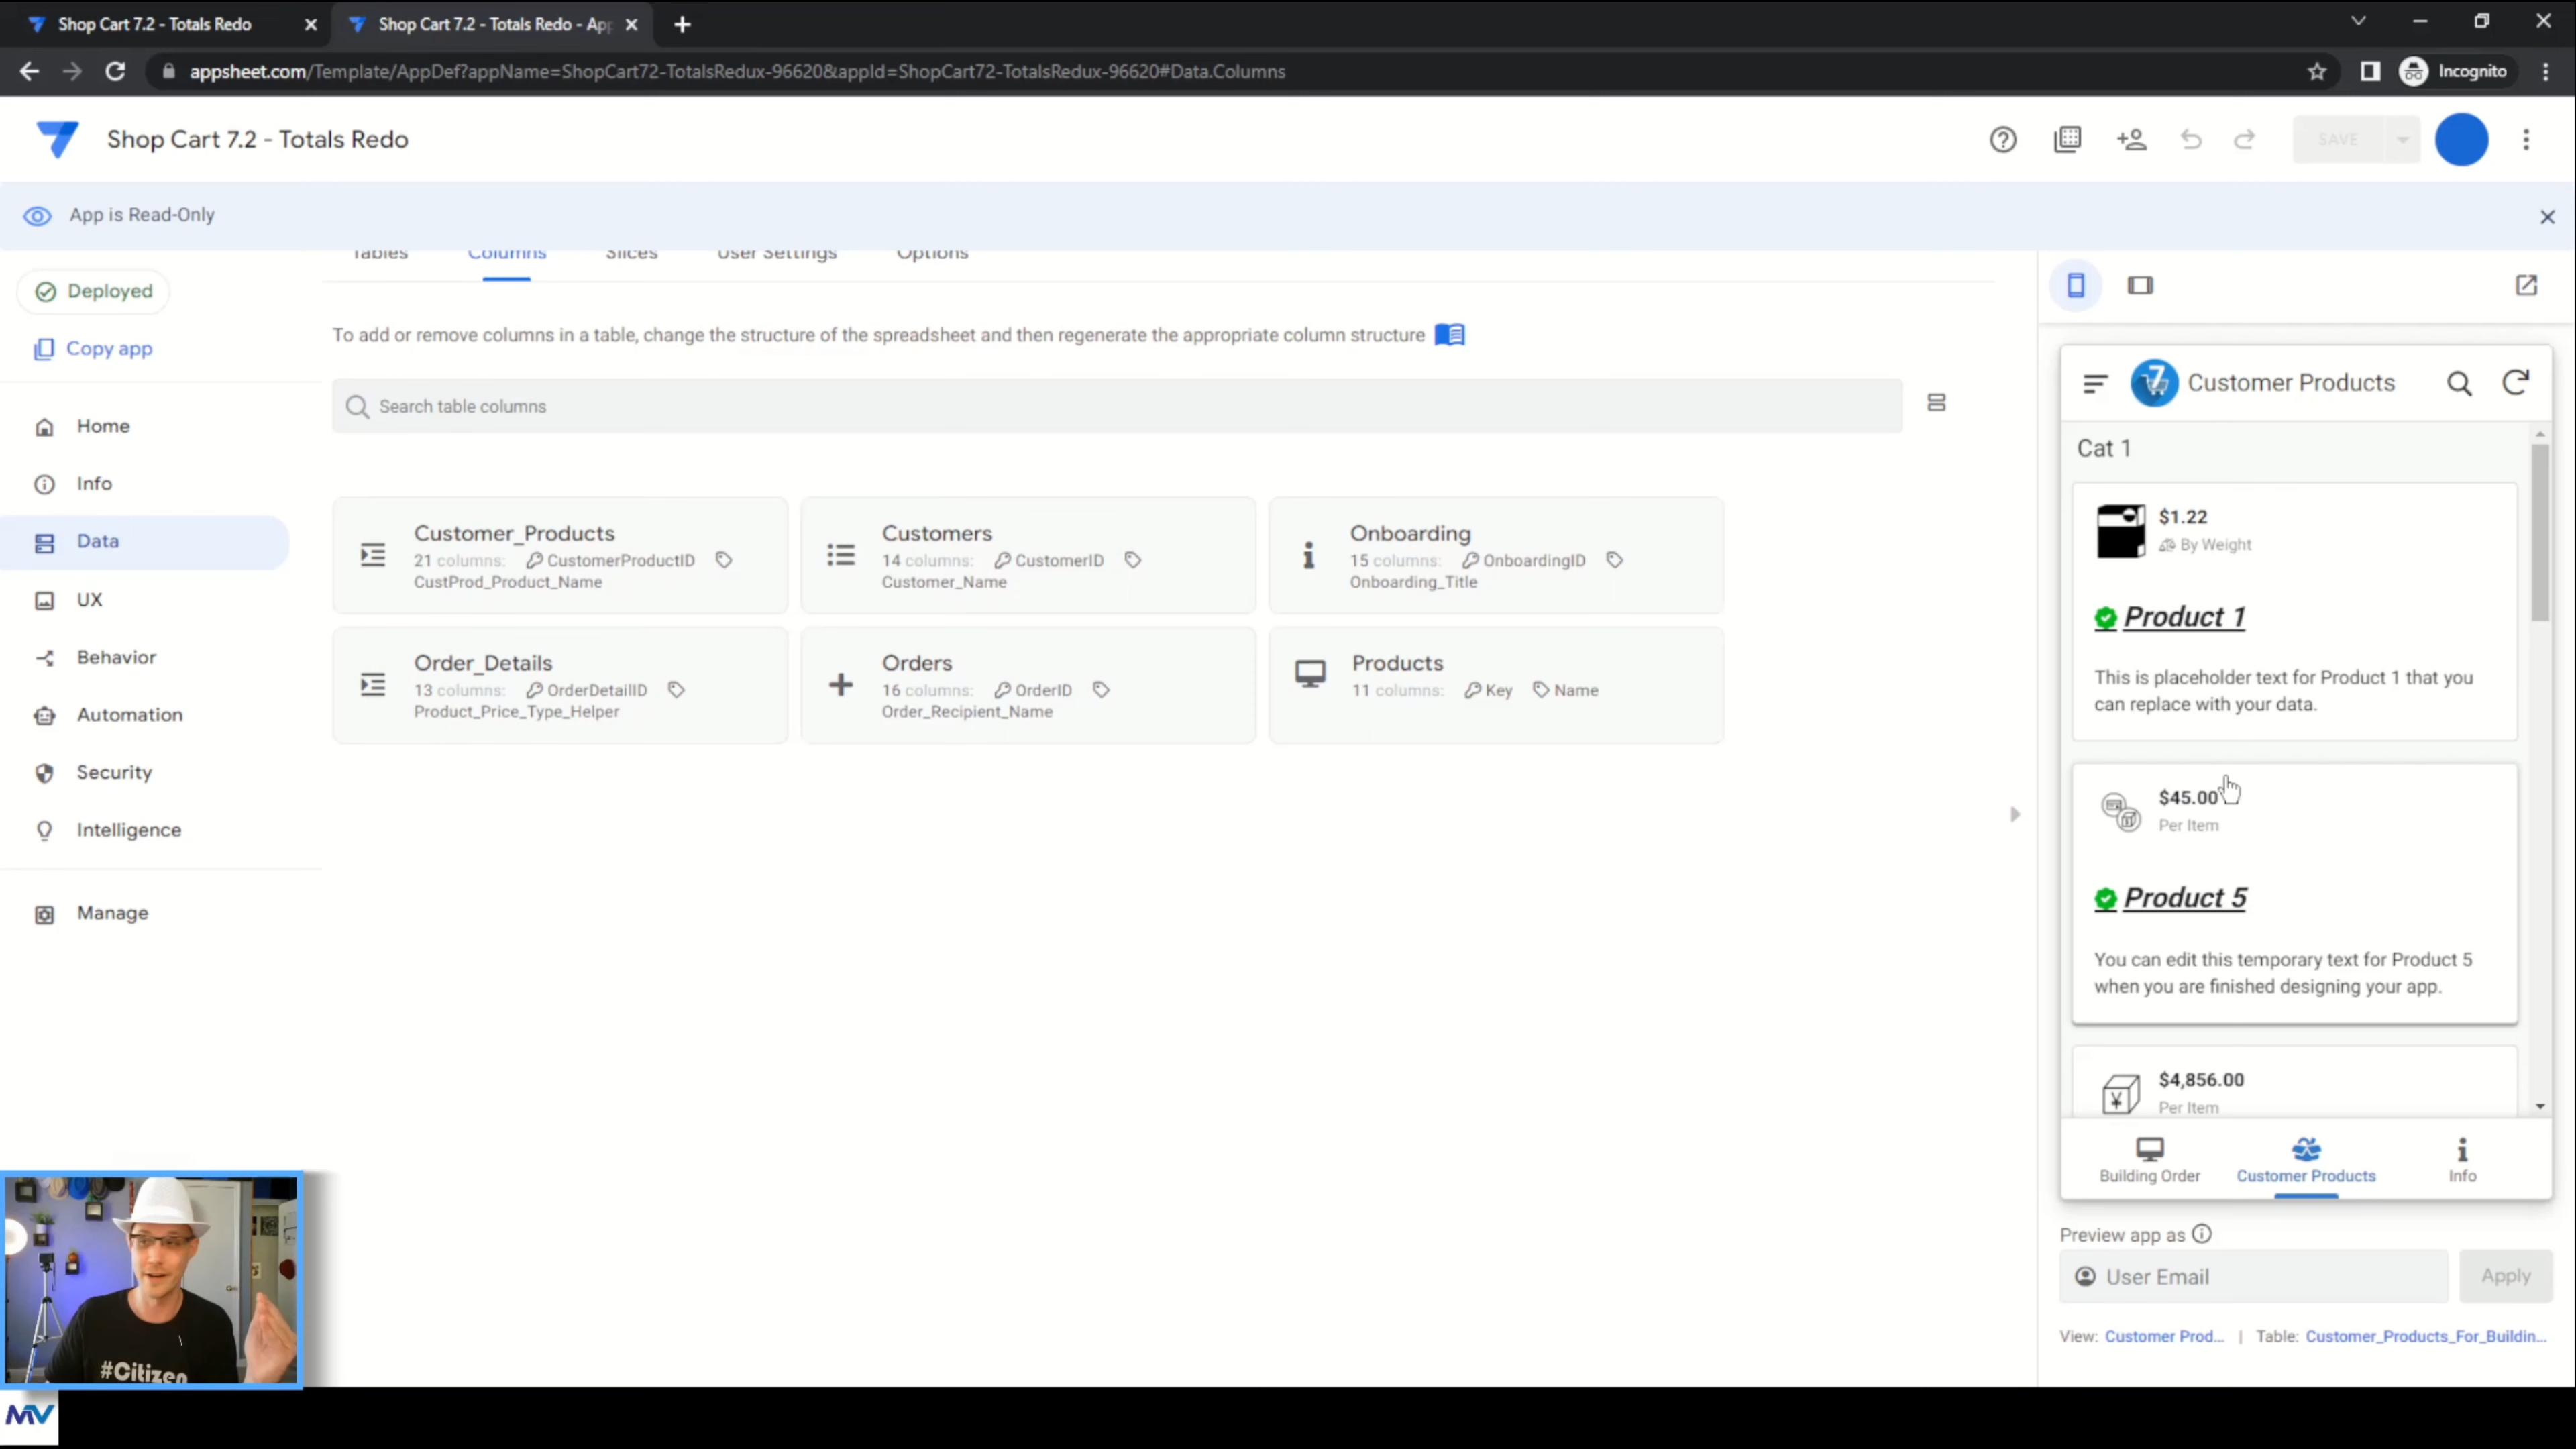 Shop Cart 7.2 - Totals Redo
Shop Cart 7.2 - Totals Redo - App
appsheet.com/Template/AppDef?appName=ShopCart72-TotalsRedux-96620&appId=ShopCart72-TotalsRedux-96620#Data.Columns
Incognito
Shop Cart 7.2 - Totals Redo
SAVE
App is Read-Only
Tables
Columns
Slices
User Settings
Options
Deployed
Copy app
Home
Info
Data
UX
Behavior
Automation
Security
Intelligence
Manage
To add or remove columns in a table, change the structure of the spreadsheet and then regenerate the appropriate column structure
Search table columns
Customer_Products
21 columns: CustomerProductID
CustProd_Product_Name
Customers
14 columns: CustomerID
Customer_Name
Onboarding
15 columns: OnboardingID
Onboarding_Title
Order_Details
13 columns: OrderDetailID
Product_Price_Type_Helper
Orders
16 columns: OrderID
Order_Recipient_Name
Products
11 columns: Key Name
7
Customer Products
Cat 1
$1.22
By Weight
Product 1
This is placeholder text for Product 1 that you
can replace with your data.
$45.00
Per Item
Product 5
You can edit this temporary text for Product 5
when you are finished designing your app.
¥
$4,856.00
Per Item
Building Order
Customer Products
Info
Preview app as
User Email
Apply
View: Customer Prod... | Table: Customer_Products_For_Buildin...
#Citizen
MV